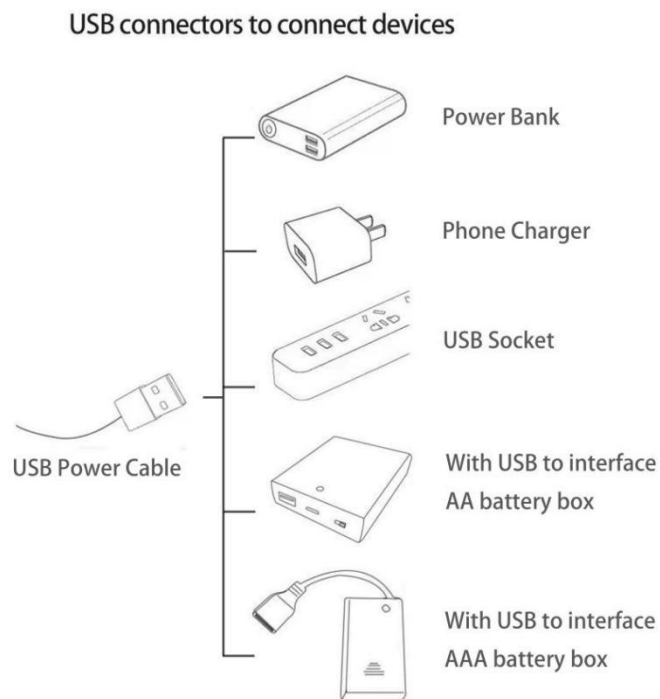 USB connectors to connect devices
Power Bank
Phone Charger
USB Socket
USB Power Cable
With USB to interface
AA battery box
With USB to interface
AAA battery box